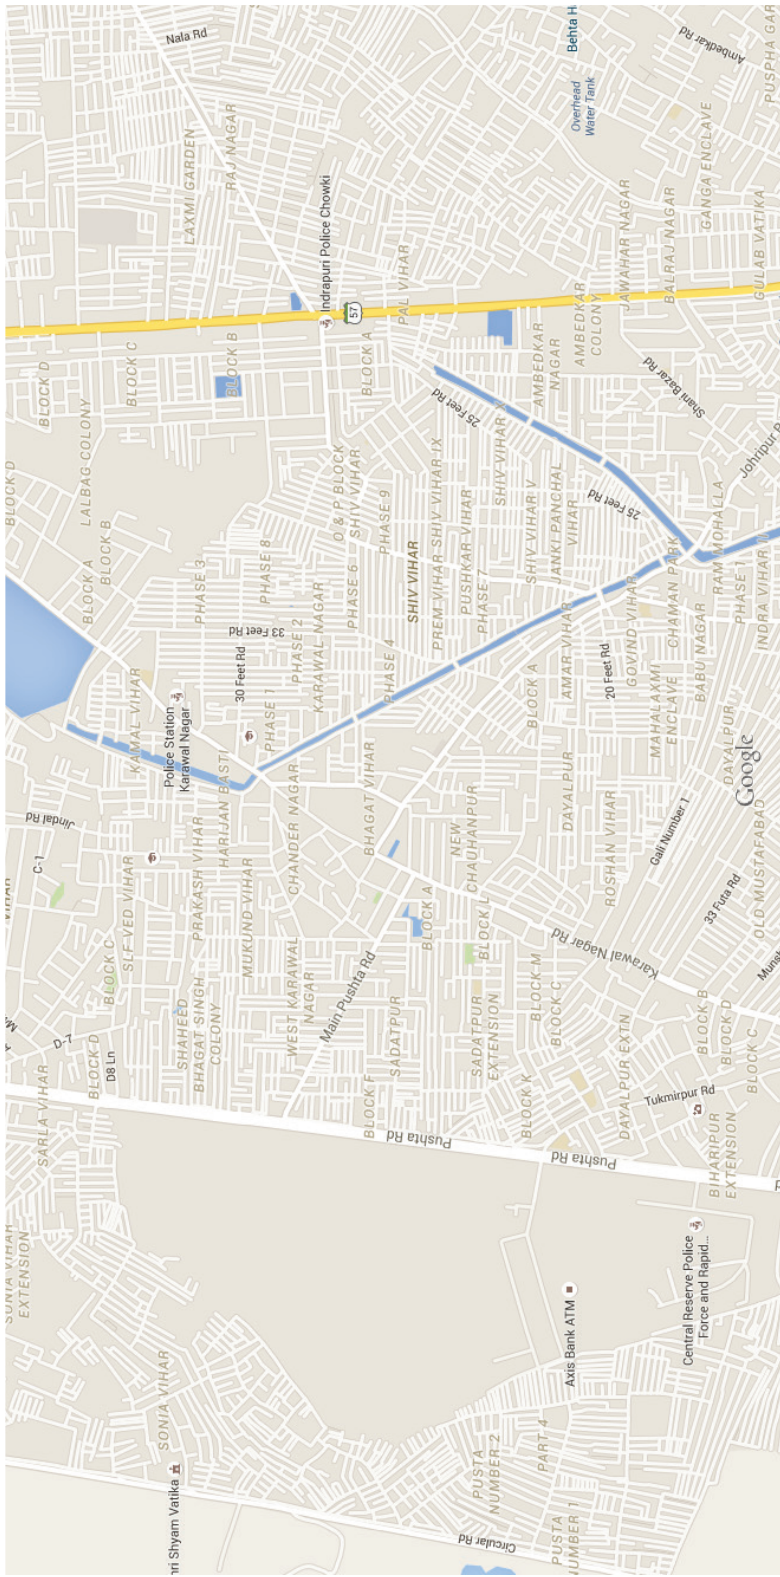 SONIA VIHAR
EXTENSION
SARLA VIHAR
D-7
C-1
VIHAR
Jindal Rd
BLOCK D
BLOCK D
Shri Shyam Vatika
SONIA VIHAR
BLOCK D
D8 Ln
BLOCK C
SLF VED VIHAR
KAMAL VIHAR
BLOCK A
BLOCK B
LALBAG COLONY
BLOCK C
SHAHEED
BHAGAT SINGH
COLONY
PRAKASH VIHAR
HARIJAN BASTI
Police Station
Karawal Nagar
PHASE 3
LAXMI GARDEN
Nala Rd
MUKUND VIHAR
30 Feet Rd
33 Feet Rd
PHASE 1
PHASE 8
BLOCK B
RAJ NAGAR
WEST KARAWAL
NAGAR
CHANDER NAGAR
PHASE 2
KARAWAL NAGAR
Main Pushta Rd
BHAGAT VIHAR
PHASE 6
O & P BLOCK
SHIV VIHAR
Indrapuri Police Chowki
57
BLOCK A
BLOCK F
SADATPUR
PHASE 4
PHASE 9
PAL VIHAR
Pushta Rd
BLOCK A
SHIV VIHAR
PREM VIHAR
SHIV VIHAR IX
NEW
CHAUHANPUR
PUSHKAR VIHAR
PHASE 7
25 Feet Rd
Circular Rd
PUSTA
NUMBER 2
SADATPUR
EXTENSION
BLOCK L
SHIV VIHAR X
BLOCK K
BLOCK M
BLOCK C
BLOCK A
SHIV VIHAR V
JANKI PANCHAL
VIHAR
AMBEDKAR
NAGAR
PART 4
PUSTA
NUMBER 1
Axis Bank ATM
DAYALPUR
AMAR VIHAR
AMBEDKAR
COLONY
Overhead
Water Tank
Pushta Rd
DAYALPUR EXTN
ROSHAN VIHAR
20 Feet Rd
GOVIND VIHAR
25 Feet Rd
JAWAHAR NAGAR
Karawal Nagar Rd
Gali Number 1
MAHALAXMI
ENCLAVE
CHAMAN PARK
Shani Bazar Rd
BALRAJ NAGAR
Tukmirpur Rd
Central Reserve Police
Force and Rapid...
BIHARIPUR
EXTENSION
BLOCK B
BLOCK D
BLOCK C
33 Futa Rd
BABU NAGAR
RAM MOHALLA
GANGA ENCLAVE
Ambedkar Rd
OLD MUSTAFABAD
DAYALPUR
Google
PHASE 1
INDRA VIHAR
GULAB VATIKA